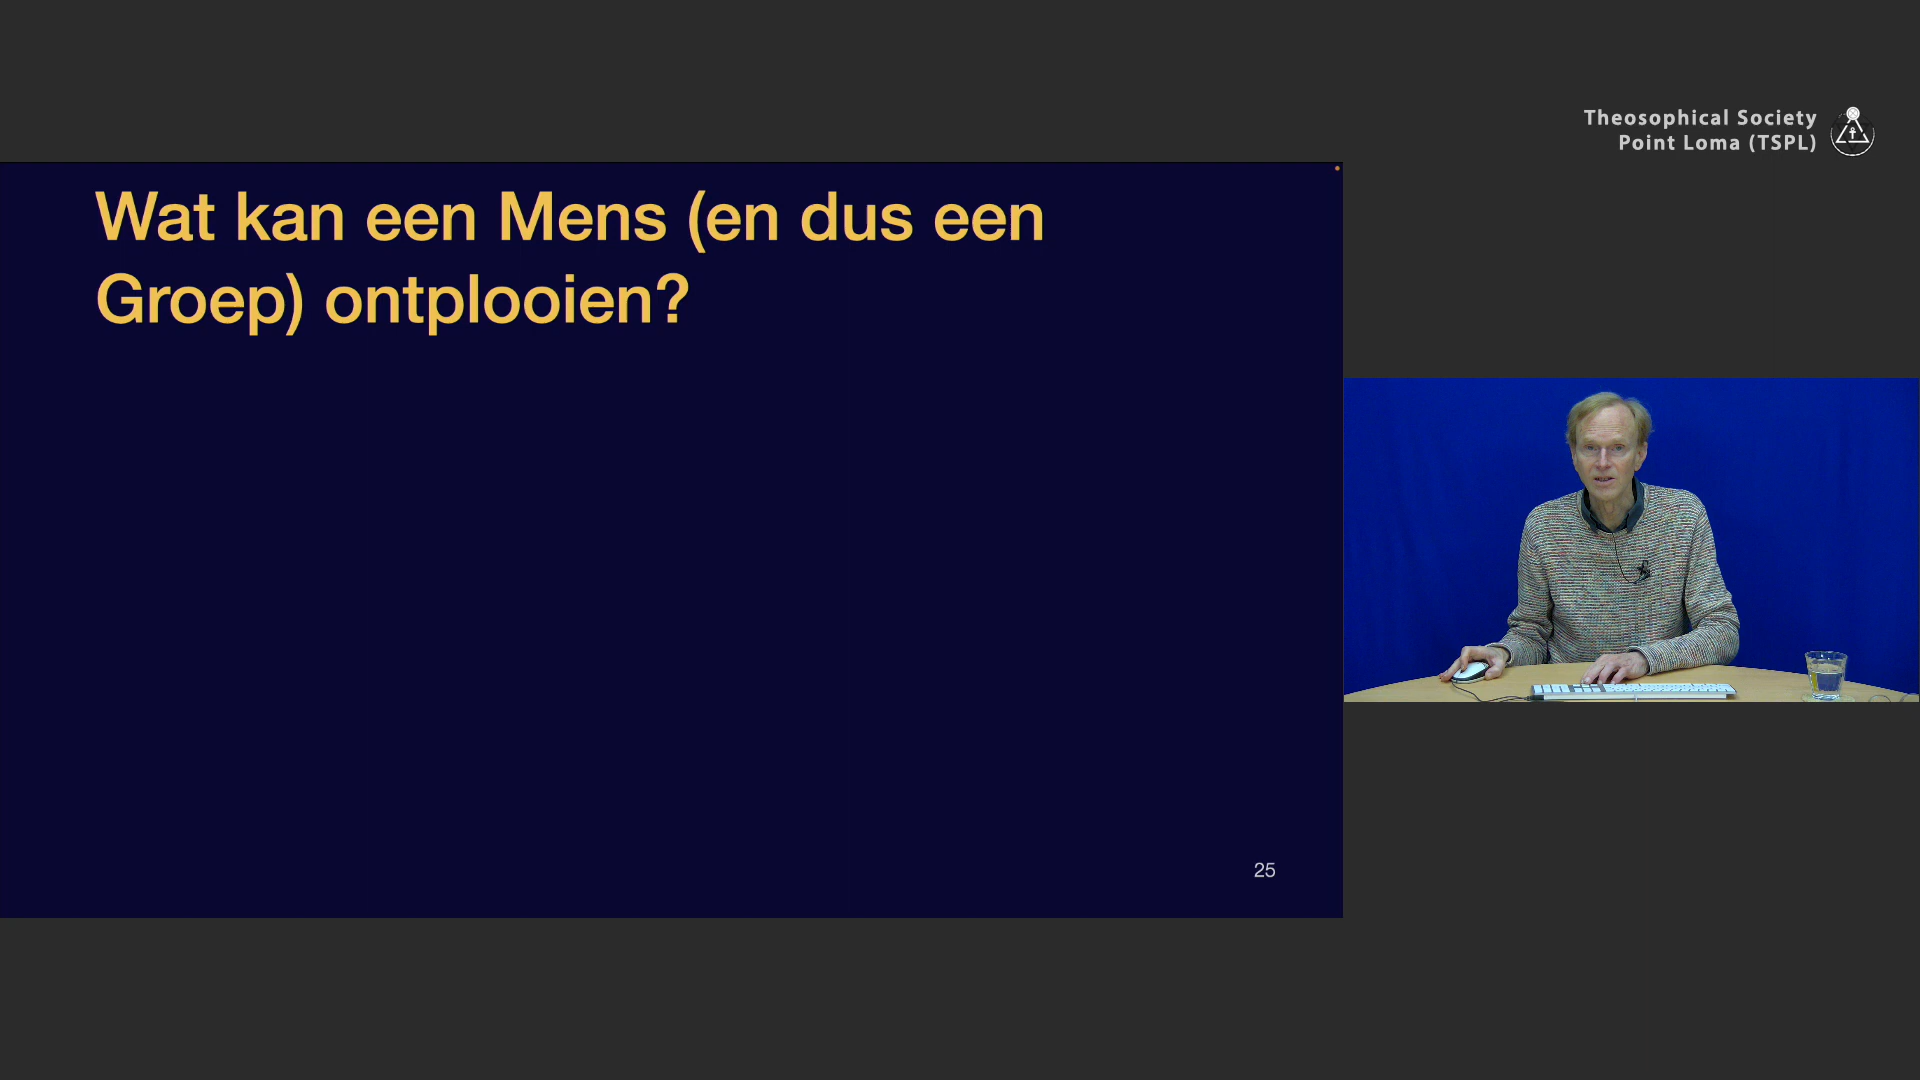 Theosophical Society
Point Loma (TSPL)
Wat kan een Mens (en dus een
Groep) ontplooien?
25